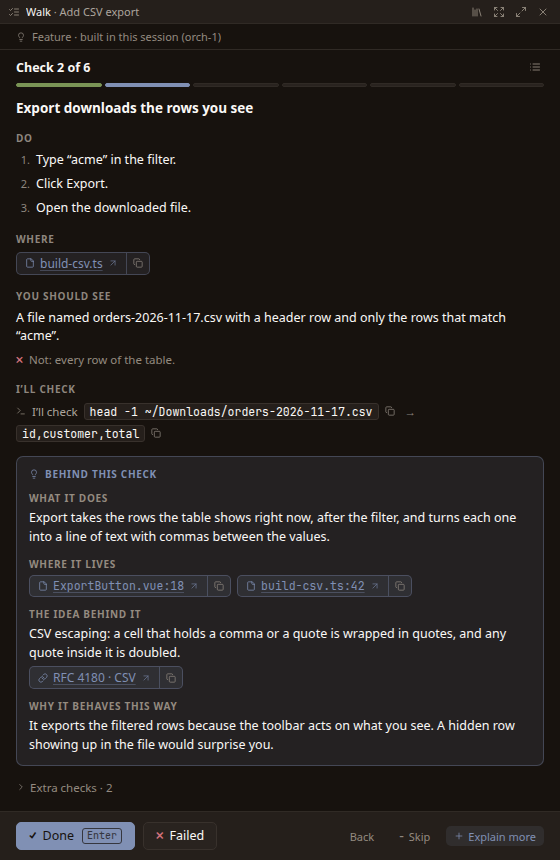 Walk · Add CSV export
Feature · built in this session (orch-1)
Check 2 of 6
Export downloads the rows you see
DO
1. Type “acme” in the filter.
2. Click Export.
3. Open the downloaded file.
WHERE
build-csv.ts ↗
YOU SHOULD SEE
A file named orders-2026-11-17.csv with a header row and only the rows that match
“acme”.
× Not: every row of the table.
I’LL CHECK
I’ll check head -1 ~/Downloads/orders-2026-11-17.csv →
id,customer,total
BEHIND THIS CHECK
WHAT IT DOES
Export takes the rows the table shows right now, after the filter, and turns each one
into a line of text with commas between the values.
WHERE IT LIVES
ExportButton.vue:18 ↗ build-csv.ts:42 ↗
THE IDEA BEHIND IT
CSV escaping: a cell that holds a comma or a quote is wrapped in quotes, and any
quote inside it is doubled.
RFC 4180 · CSV ↗
WHY IT BEHAVES THIS WAY
It exports the filtered rows because the toolbar acts on what you see. A hidden row
showing up in the file would surprise you.
Extra checks · 2
✓ Done Enter × Failed Back - Skip + Explain more